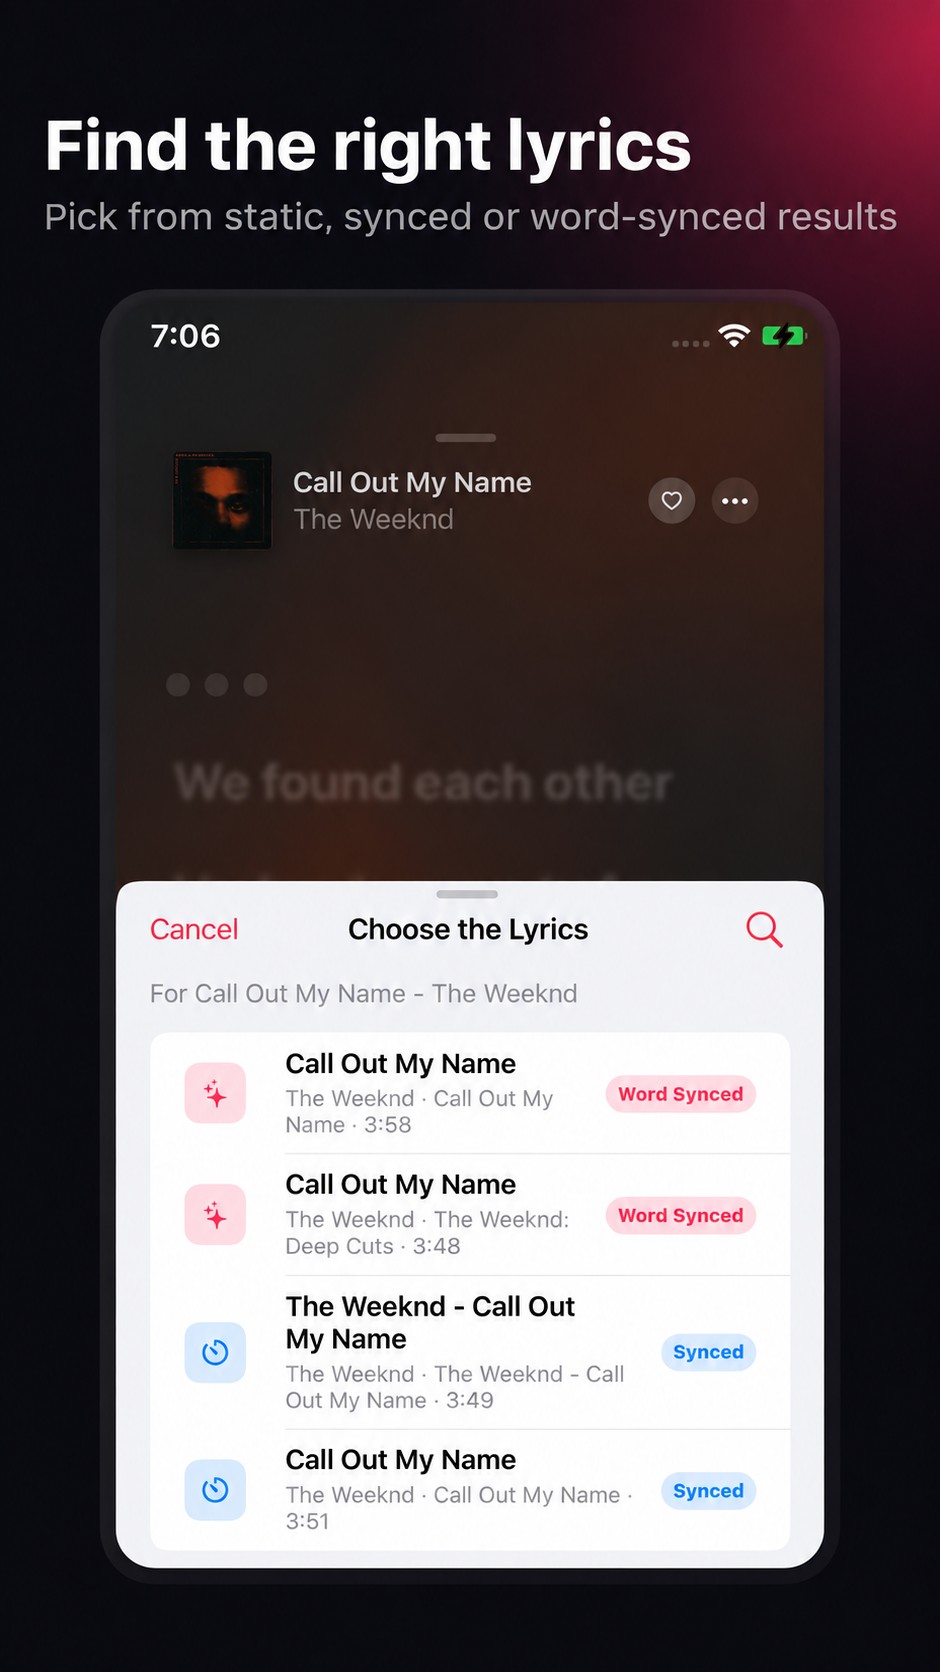 Find the right lyrics
Pick from static, synced or word-synced results
7:06
Call Out My Name
The Weeknd
We found each other
Cancel
Choose the Lyrics
For Call Out My Name - The Weeknd
Call Out My Name
The Weeknd · Call Out My
Name · 3:58
Word Synced
Call Out My Name
The Weeknd · The Weeknd:
Deep Cuts · 3:48
Word Synced
The Weeknd - Call Out
My Name
The Weeknd · The Weeknd - Call
Out My Name · 3:49
Synced
Call Out My Name
The Weeknd · Call Out My Name ·
3:51
Synced